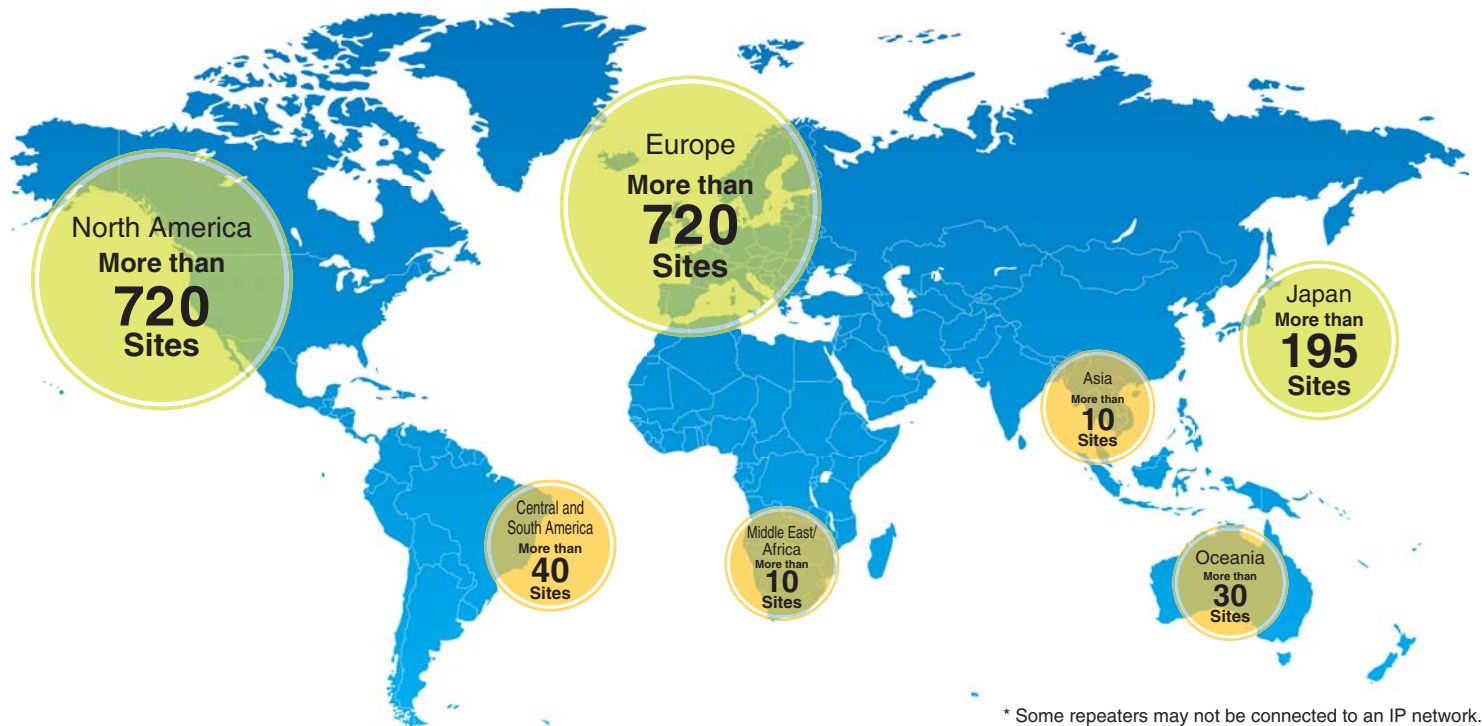 North America
More than
720
Sites
Europe
More than
720
Sites
Japan
More than
195
Sites
Asia
More than
10
Sites
Central and
South America
More than
40
Sites
Middle East/
Africa
More than
10
Sites
Oceania
More than
30
Sites
* Some repeaters may not be connected to an IP network.